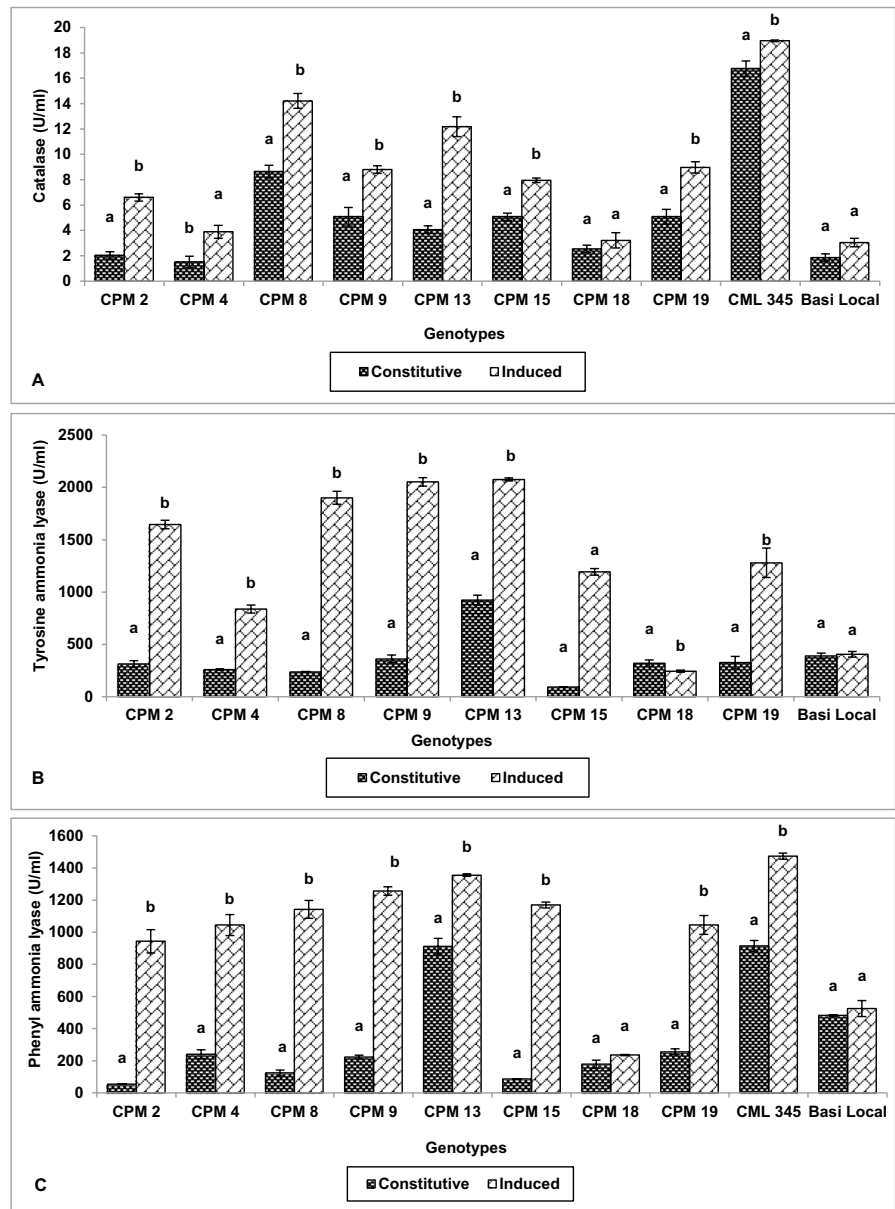 20
18
16
14
12
10
8
6
4
2
0
Catalase (U/ml)
a b b a a b a b a b a b a a a b a b a a
CPM 2 CPM 4 CPM 8 CPM 9 CPM 13 CPM 15 CPM 18 CPM 19 CML 345 Basi Local
Genotypes
Constitutive Induced
A
2500
2000
1500
1000
500
0
Tyrosine ammonia lyase (U/ml)
a b a b a b a b a b a a a b a b a a
CPM 2 CPM 4 CPM 8 CPM 9 CPM 13 CPM 15 CPM 18 CPM 19 Basi Local
Genotypes
Constitutive Induced
B
1600
1400
1200
1000
800
600
400
200
0
Phenyl ammonia lyase (U/ml)
a b a b a b a b a b a b a a a b a b a a
CPM 2 CPM 4 CPM 8 CPM 9 CPM 13 CPM 15 CPM 18 CPM 19 CML 345 Basi Local
Genotypes
Constitutive Induced
C